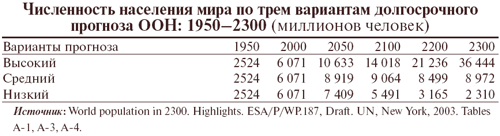 Численность населения мира по трем вариантам долгосрочного
прогноза ООН: 1950—2300 (миллионов человек)
Варианты прогноза 1950 2000 2050 2100 2200 2300
Высокий 2524 6 071 10 633 14 018 21 236 36 444
Средний 2524 6 071 8 919 9 064 8 499 8 972
Низкий 2524 6 071 7 409 5 491 3 165 2 310
Источник: World population in 2300. Highlights. ESA/P/WP.187, Draft. UN, New York, 2003. Tables
A-1, A-3, A-4.